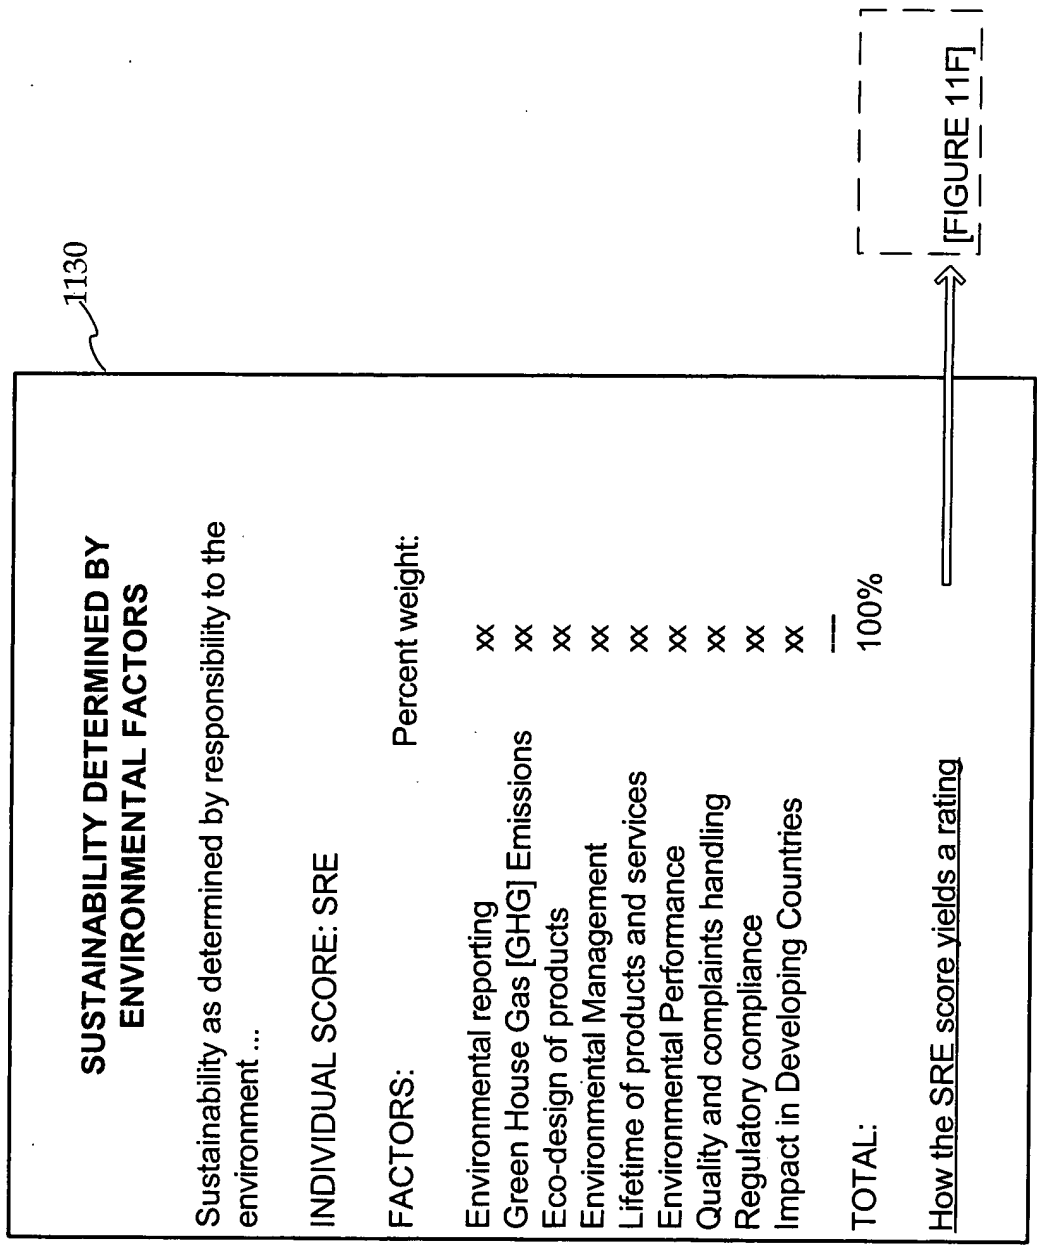 1130
SUSTAINABILITY DETERMINED BY
ENVIRONMENTAL FACTORS
Sustainability as determined by responsibility to the
environment ...
INDIVIDUAL SCORE: SRE
FACTORS: Percent weight:
Environmental reporting xx
Green House Gas [GHG] Emissions xx
Eco-design of products xx
Environmental Management xx
Lifetime of products and services xx
Environmental Performance xx
Quality and complaints handling xx
Regulatory compliance xx
Impact in Developing Countries xx
TOTAL: 100%
How the SRE score yields a rating
[FIGURE 11F]